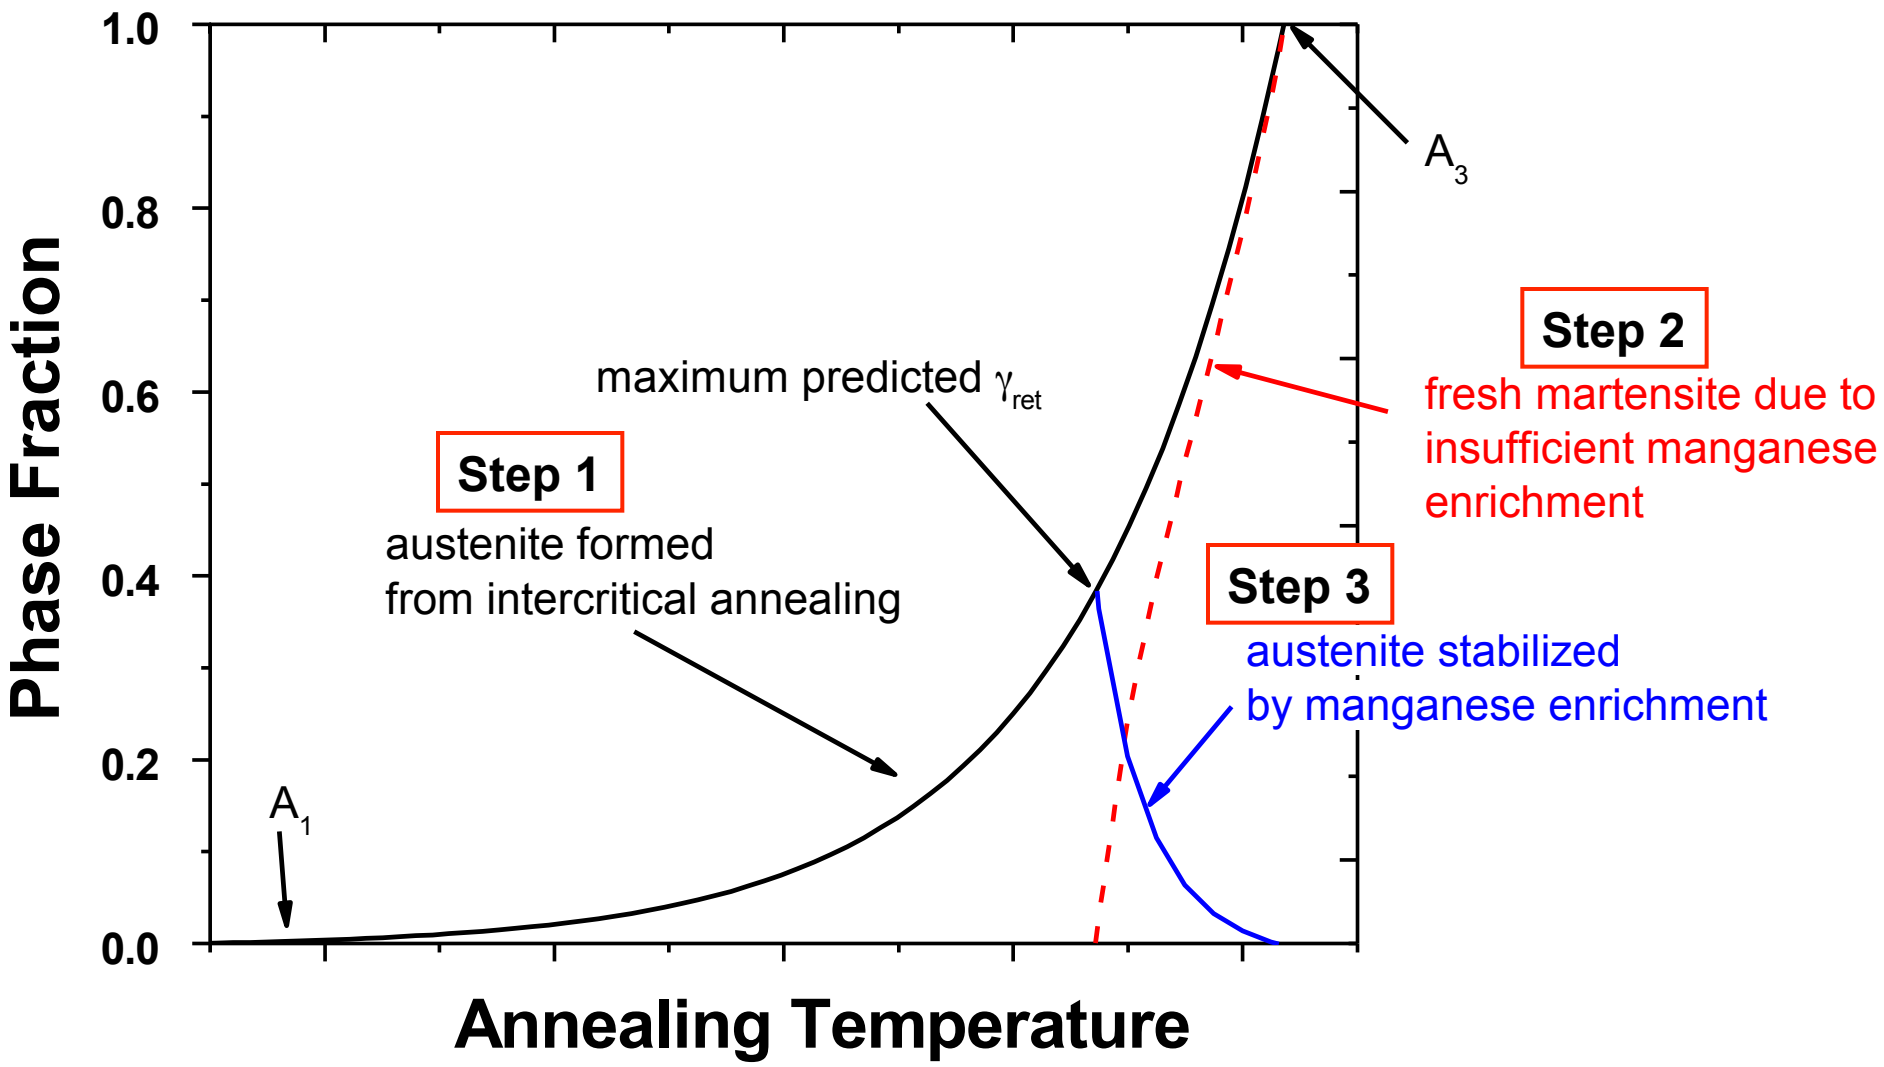 1.0
0.8
0.6
0.4
0.2
0.0
Phase Fraction
Annealing Temperature
A1
A3
maximum predicted γret
Step 1
austenite formed
from intercritical annealing
Step 2
fresh martensite due to
insufficient manganese
enrichment
Step 3
austenite stabilized
by manganese enrichment